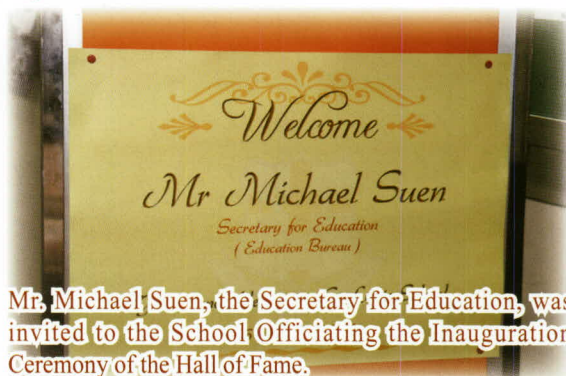 Welcome
Mr Michael Suen
Secretary for Education
( Education Bureau )
Mr. Michael Suen, the Secretary for Education, was
invited to the School Officiating the Inauguration
Ceremony of the Hall of Fame.